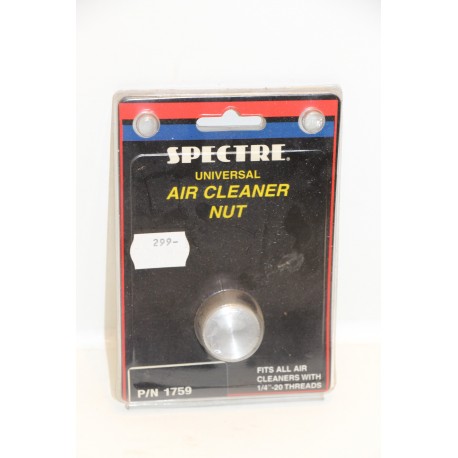 SPECTRE®
UNIVERSAL
AIR CLEANER
NUT
299-
P/N 1759
FITS ALL AIR
CLEANERS WITH
1/4"-20 THREADS